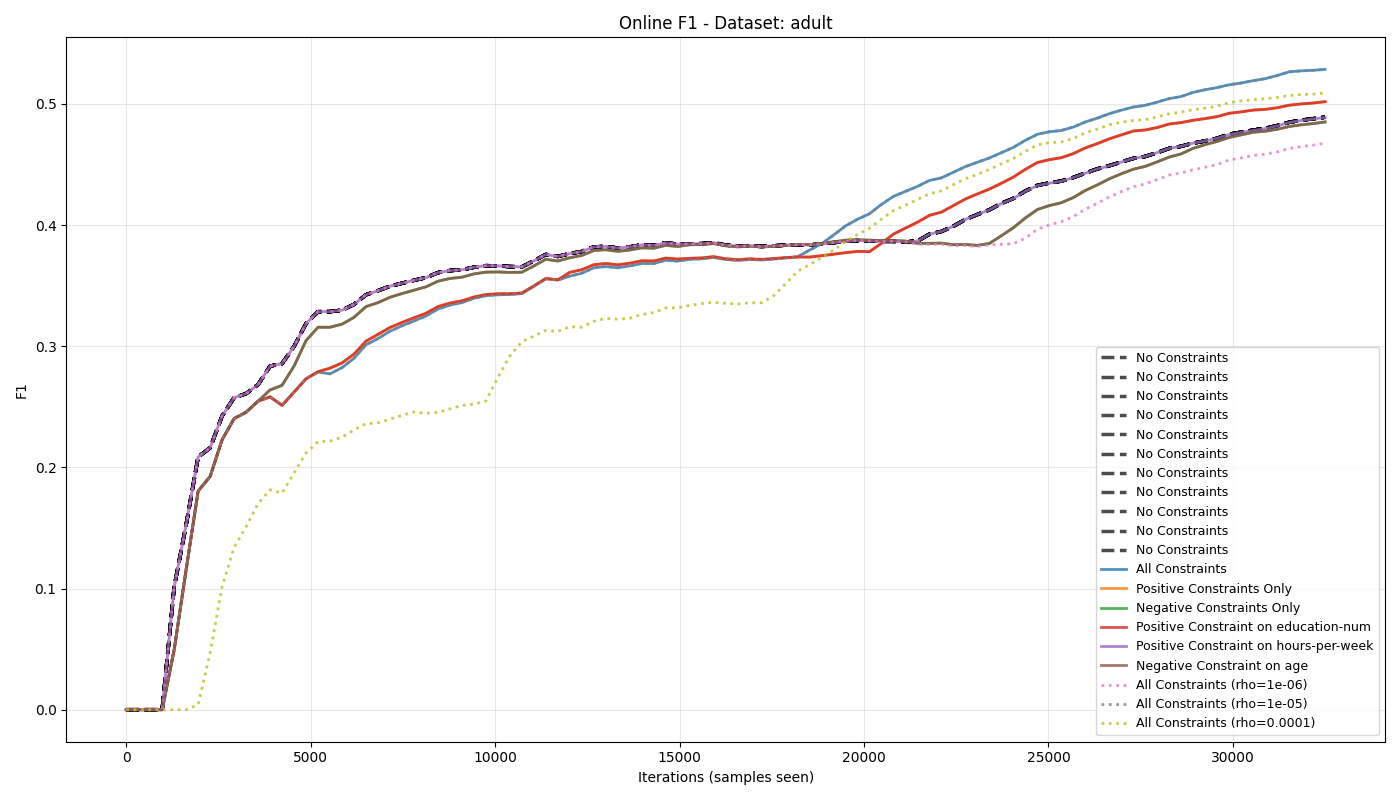 Online F1 - Dataset: adult
F1
0.5
0.4
0.3
0.2
0.1
0.0
No Constraints
No Constraints
No Constraints
No Constraints
No Constraints
No Constraints
No Constraints
No Constraints
No Constraints
No Constraints
No Constraints
All Constraints
Positive Constraints Only
Negative Constraints Only
Positive Constraint on education-num
Positive Constraint on hours-per-week
Negative Constraint on age
All Constraints (rho=1e-06)
All Constraints (rho=1e-05)
All Constraints (rho=0.0001)
0 5000 10000 15000 20000 25000 30000
Iterations (samples seen)